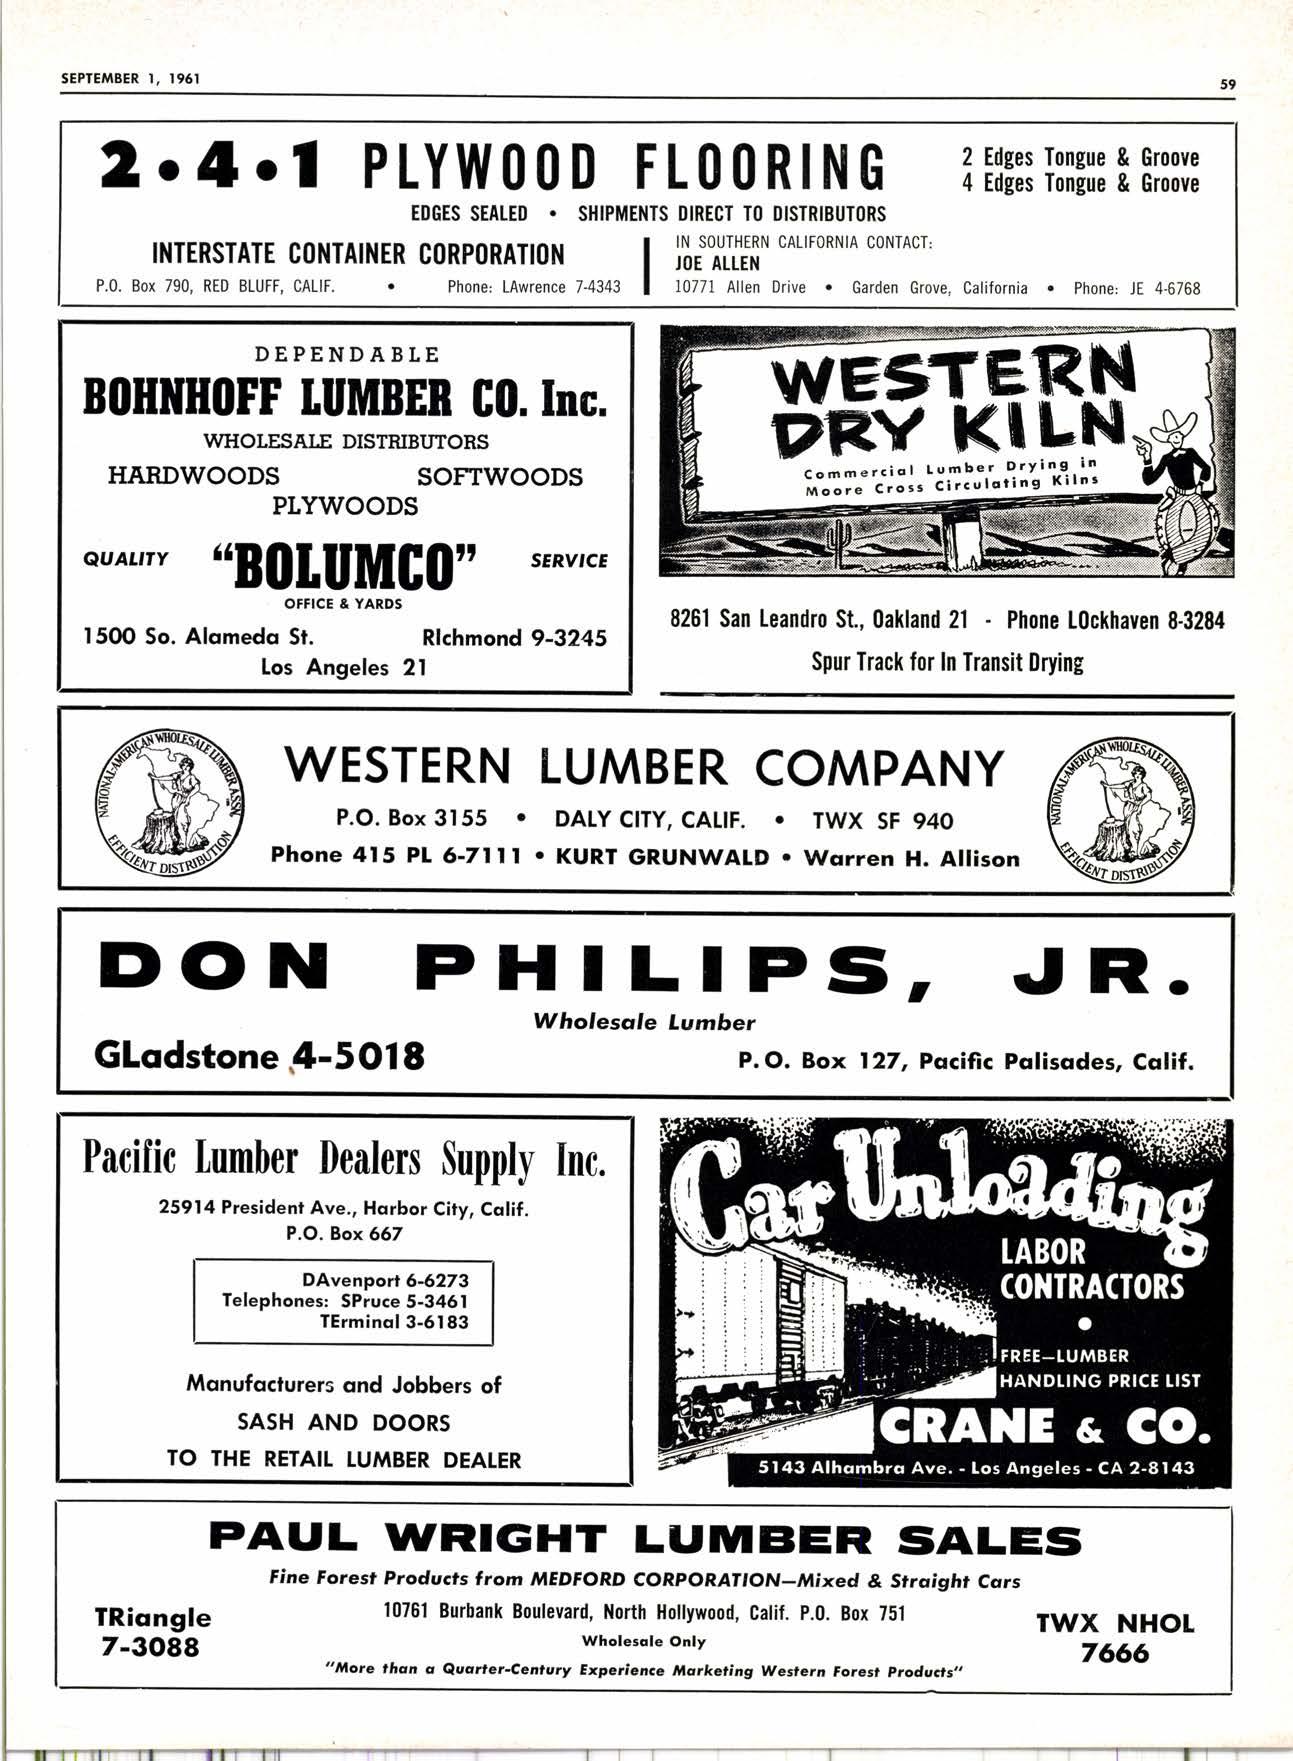 SEPTEMBER 1, 1961
59
2•4•1 PLYWOOD FLOORING
2 Edges Tongue & Groove
4 Edges Tongue & Groove
EDGES SEALED • SHIPMENTS DIRECT TO DISTRIBUTORS
INTERSTATE CONTAINER CORPORATION
P.O. Box 790, RED BLUFF, CALIF. • Phone: LAwrence 7-4343
IN SOUTHERN CALIFORNIA CONTACT:
JOE ALLEN
10771 Allen Drive • Garden Grove, California • Phone: JE 4-6768
DEPENDABLE
BOHNHOFF LUMBER CO. Inc.
WHOLESALE DISTRIBUTORS
HARDWOODS SOFTWOODS
PLYWOODS
QUALITY “BOLUMCO” SERVICE
OFFICE & YARDS
1500 So. Alameda St. RIchmond 9-3245
Los Angeles 21
WESTERN
DRY KILN
Commercial Lumber Drying in
Moore Cross Circulating Kilns
8261 San Leandro St., Oakland 21 - Phone LOckhaven 8-3284
Spur Track for In Transit Drying
NATIONAL-AMERICAN WHOLESALE LUMBER ASSN.
EFFICIENT DISTRIBUTION
WESTERN LUMBER COMPANY
P.O. Box 3155 • DALY CITY, CALIF. • TWX SF 940
Phone 415 PL 6-7111 • KURT GRUNWALD • Warren H. Allison
NATIONAL-AMERICAN WHOLESALE LUMBER ASSN.
EFFICIENT DISTRIBUTION
DON PHILIPS, JR.
Wholesale Lumber
GLadstone 4-5018
P.O. Box 127, Pacific Palisades, Calif.
Pacific Lumber Dealers Supply Inc.
25914 President Ave., Harbor City, Calif.
P.O. Box 667
DAvenport 6-6273
Telephones: SPruce 5-3461
TErminal 3-6183
Manufacturers and Jobbers of
SASH AND DOORS
TO THE RETAIL LUMBER DEALER
Car Unloading
LABOR
CONTRACTORS
•
FREE—LUMBER
HANDLING PRICE LIST
CRANE & CO.
5143 Alhambra Ave. - Los Angeles - CA 2-8143
PAUL WRIGHT LUMBER SALES
Fine Forest Products from MEDFORD CORPORATION—Mixed & Straight Cars
TRiangle
7-3088
10761 Burbank Boulevard, North Hollywood, Calif. P.O. Box 751
Wholesale Only
"More than a Quarter-Century Experience Marketing Western Forest Products"
TWX NHOL
7666